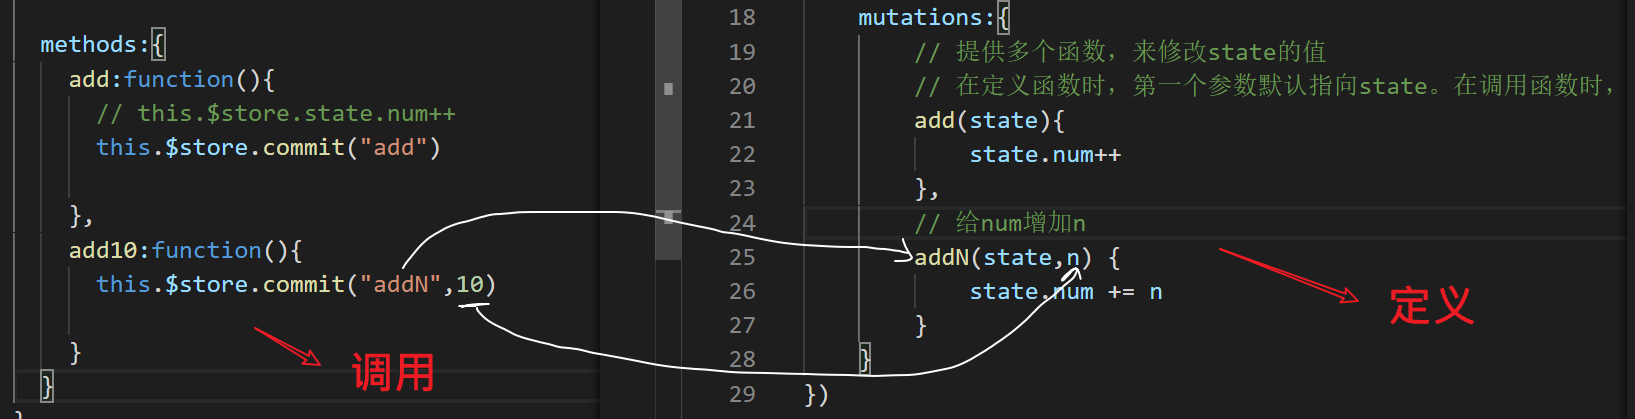 methods:{
add:function(){
// this.$store.state.num++
this.$store.commit("add")
},
add10:function(){
this.$store.commit("addN",10)
}
}
调用
18 mutations:{
19 // 提供多个函数，来修改state的值
20 // 在定义函数时，第一个参数默认指向state。在调用函数时，
21 add(state){
22 state.num++
23 },
24 // 给num增加n
25 addN(state,n) {
26 state.num += n
27 }
28 }
29 })
定义